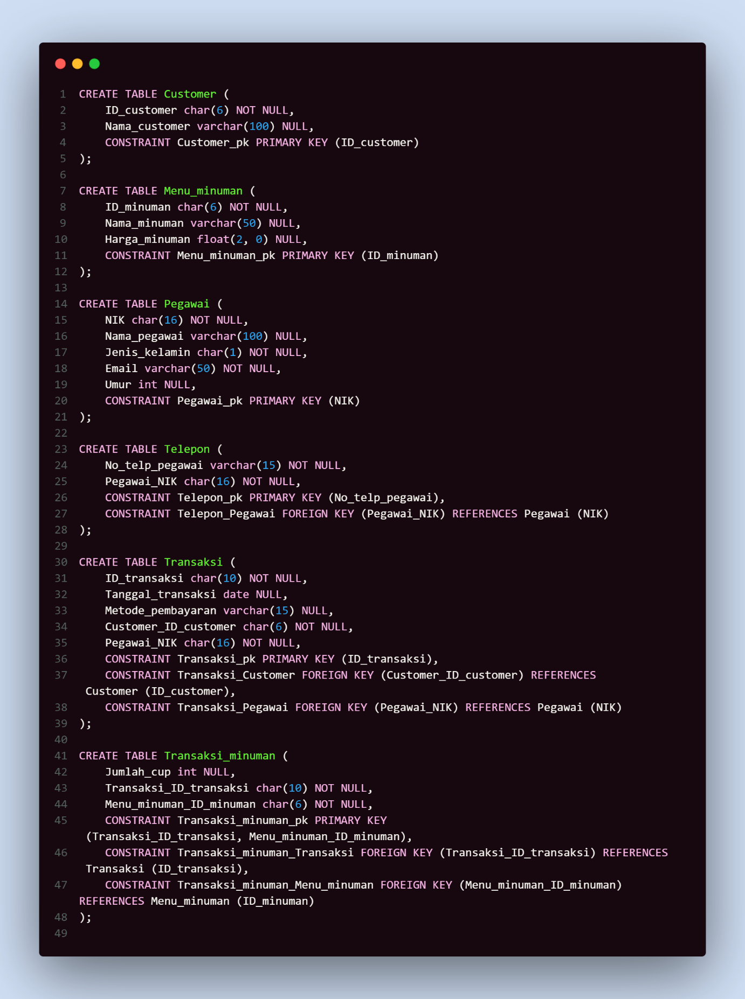 1 CREATE TABLE Customer (
2 ID_customer char(6) NOT NULL,
3 Nama_customer varchar(100) NULL,
4 CONSTRAINT Customer_pk PRIMARY KEY (ID_customer)
5 );
6
7 CREATE TABLE Menu_minuman (
8 ID_minuman char(6) NOT NULL,
9 Nama_minuman varchar(50) NULL,
10 Harga_minuman float(2, 0) NULL,
11 CONSTRAINT Menu_minuman_pk PRIMARY KEY (ID_minuman)
12 );
13
14 CREATE TABLE Pegawai (
15 NIK char(16) NOT NULL,
16 Nama_pegawai varchar(100) NULL,
17 Jenis_kelamin char(1) NOT NULL,
18 Email varchar(50) NOT NULL,
19 Umur int NULL,
20 CONSTRAINT Pegawai_pk PRIMARY KEY (NIK)
21 );
22
23 CREATE TABLE Telepon (
24 No_telp_pegawai varchar(15) NOT NULL,
25 Pegawai_NIK char(16) NOT NULL,
26 CONSTRAINT Telepon_pk PRIMARY KEY (No_telp_pegawai),
27 CONSTRAINT Telepon_Pegawai FOREIGN KEY (Pegawai_NIK) REFERENCES Pegawai (NIK)
28 );
29
30 CREATE TABLE Transaksi (
31 ID_transaksi char(10) NOT NULL,
32 Tanggal_transaksi date NULL,
33 Metode_pembayaran varchar(15) NULL,
34 Customer_ID_customer char(6) NOT NULL,
35 Pegawai_NIK char(16) NOT NULL,
36 CONSTRAINT Transaksi_pk PRIMARY KEY (ID_transaksi),
37 CONSTRAINT Transaksi_Customer FOREIGN KEY (Customer_ID_customer) REFERENCES
Customer (ID_customer),
38 CONSTRAINT Transaksi_Pegawai FOREIGN KEY (Pegawai_NIK) REFERENCES Pegawai (NIK)
39 );
40
41 CREATE TABLE Transaksi_minuman (
42 Jumlah_cup int NULL,
43 Transaksi_ID_transaksi char(10) NOT NULL,
44 Menu_minuman_ID_minuman char(6) NOT NULL,
45 CONSTRAINT Transaksi_minuman_pk PRIMARY KEY
(Transaksi_ID_transaksi, Menu_minuman_ID_minuman),
46 CONSTRAINT Transaksi_minuman_Transaksi FOREIGN KEY (Transaksi_ID_transaksi) REFERENCES
Transaksi (ID_transaksi),
47 CONSTRAINT Transaksi_minuman_Menu_minuman FOREIGN KEY (Menu_minuman_ID_minuman)
REFERENCES Menu_minuman (ID_minuman)
48 );
49